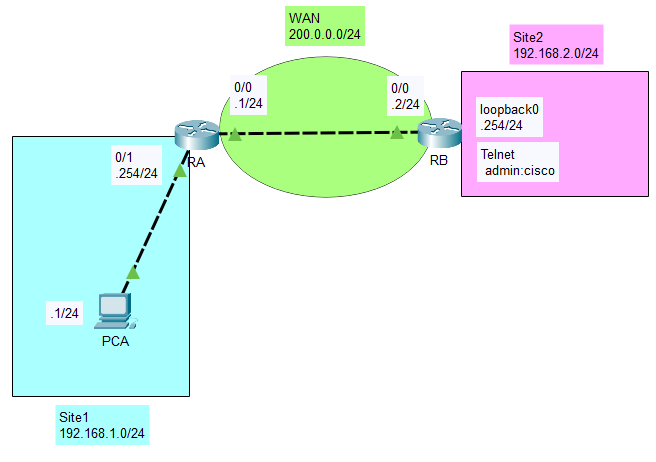 WAN
200.0.0.0/24
Site2
192.168.2.0/24
0/0
.1/24
0/0
.2/24
loopback0
.254/24
RA
RB
Telnet
admin:cisco
0/1
.254/24
.1/24
PCA
Site1
192.168.1.0/24